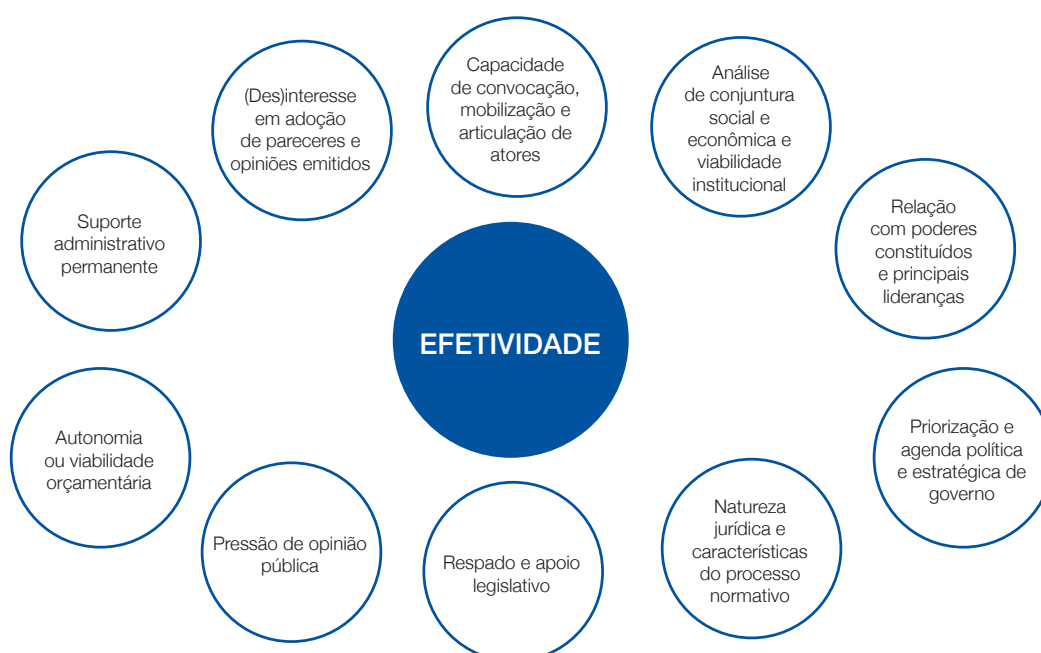 Capacidade
de convocação,
mobilização e
articulação de
atores
Análise
de conjuntura
social e
econômica e
viabilidade
institucional
(Des)interesse
em adoção
de pareceres e
opiniões emitidos
Relação
com poderes
constituídos
e principais
lideranças
Suporte
administrativo
permanente
EFETIVIDADE
Autonomia
ou viabilidade
orçamentária
Priorização e
agenda política
e estratégica de
governo
Pressão de opinião
pública
Respado e apoio
legislativo
Natureza
jurídica e
características
do processo
normativo